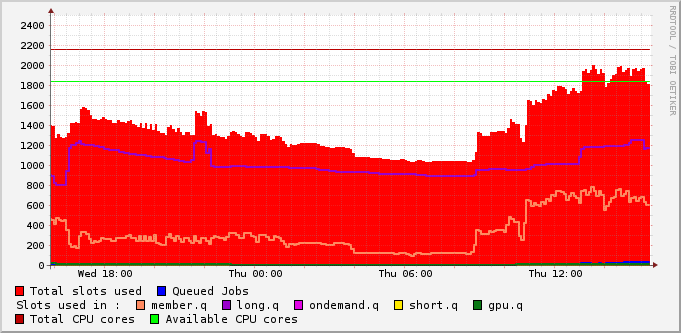 RRDTOOL / TOBI OETIKER
2400
2200
2000
1800
1600
1400
1200
1000
800
600
400
200
0
Wed 18:00 Thu 00:00 Thu 06:00 Thu 12:00
Total slots used Queued Jobs
Slots used in : member.q long.q ondemand.q short.q gpu.q
Total CPU cores Available CPU cores